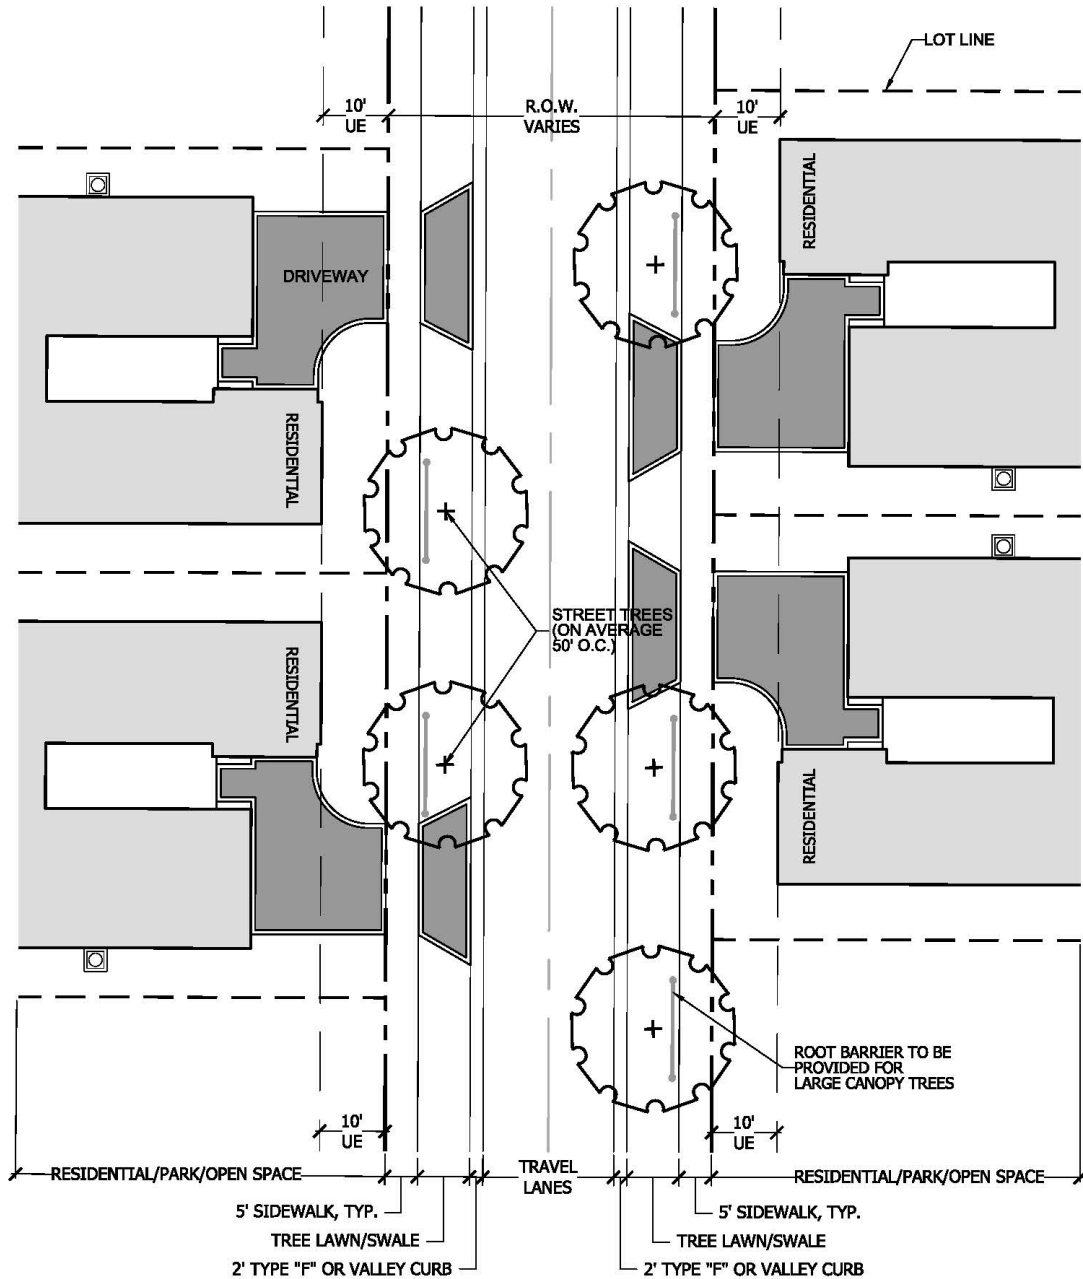 LOT LINE
10'
UE
R.O.W.
VARIES
10'
UE
RESIDENTIAL
DRIVEWAY
RESIDENTIAL
STREET TREES
(ON AVERAGE
50' O.C.)
RESIDENTIAL
RESIDENTIAL
ROOT BARRIER TO BE
PROVIDED FOR
LARGE CANOPY TREES
10'
UE
10'
UE
RESIDENTIAL/PARK/OPEN SPACE
TRAVEL
LANES
RESIDENTIAL/PARK/OPEN SPACE
5' SIDEWALK, TYP.
5' SIDEWALK, TYP.
TREE LAWN/SWALE
TREE LAWN/SWALE
2' TYPE "F" OR VALLEY CURB
2' TYPE "F" OR VALLEY CURB